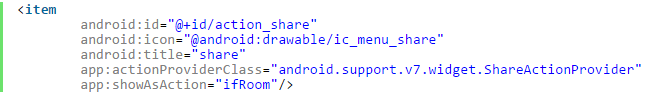 <item
android:id="@+id/action_share"
android:icon="@android:drawable/ic_menu_share"
android:title="share"
app:actionProviderClass="android.support.v7.widget.ShareActionProvider"
app:showAsAction="ifRoom"/>